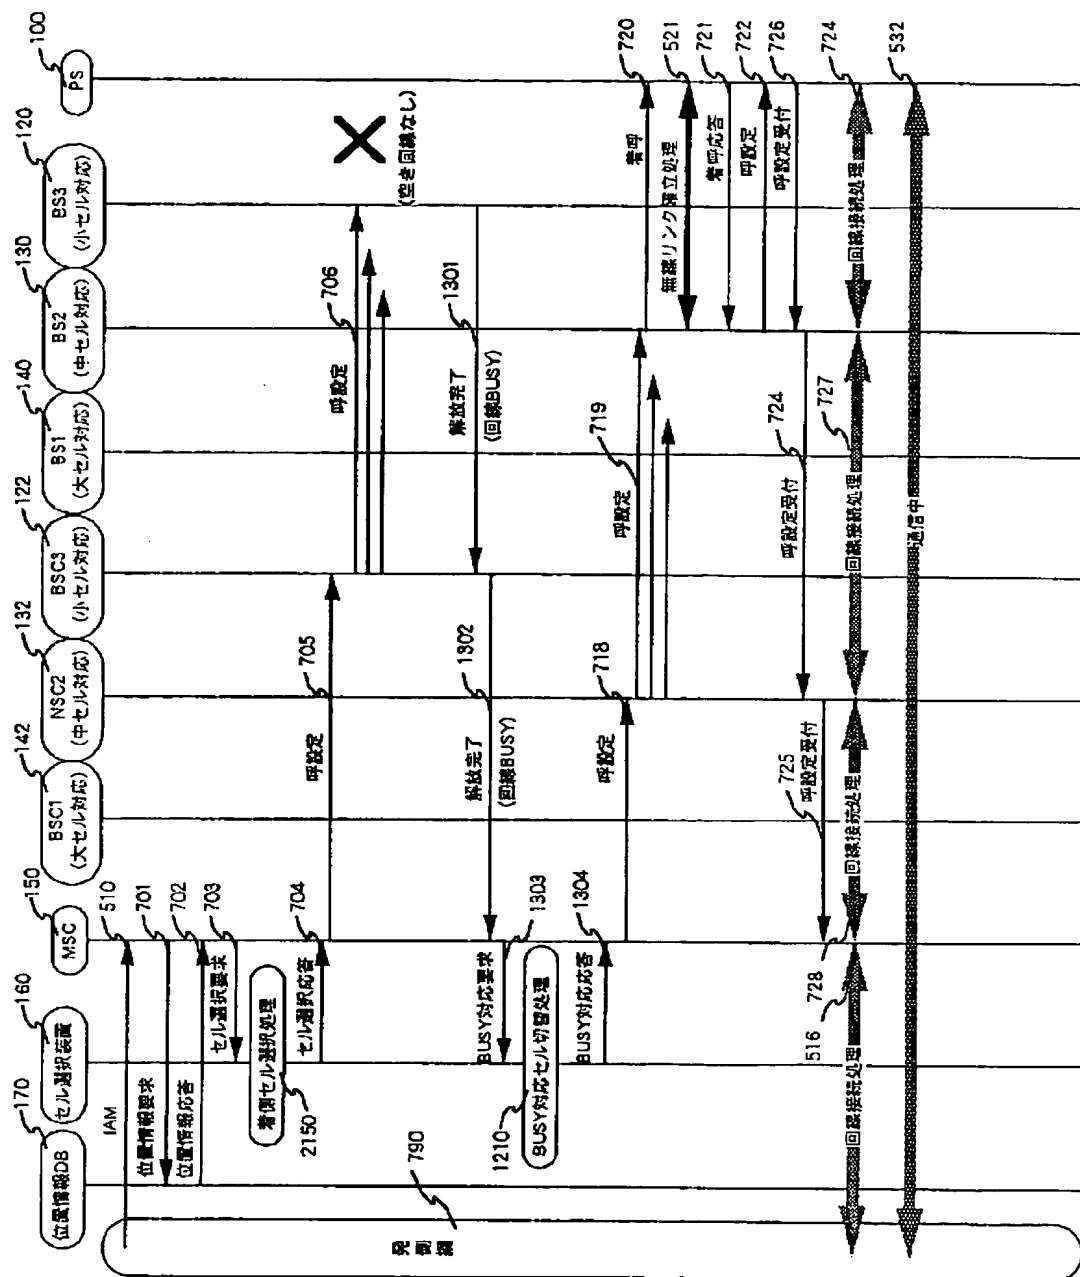 170
位置情報DB
160
セル選択装置
150
MSC
142
BSC1
(大セル対応)
132
NSC2
(中セル対応)
122
BSC3
(小セル対応)
140
BS1
(大セル対応)
130
BS2
(中セル対応)
120
BS3
(小セル対応)
100
PS
発側網
790
IAM
510
位置情報要求
701
位置情報応答
702
セル選択要求
703
着側セル選択処理
2150
セル選択応答
704
呼設定
705
呼設定
706
(空き回線なし)
解放完了
(回線BUSY)
1301
解放完了
(回線BUSY)
1302
BUSY対応要求
1303
BUSY対応セル切替処理
1210
BUSY対応応答
1304
呼設定
718
呼設定
719
着呼
720
無線リンク確立処理
521
着呼応答
721
呼設定
722
呼設定受付
726
呼設定受付
724
呼設定受付
725
回線接続処理
516
回線接続処理
728
回線接続処理
727
回線接続処理
724
通信中
532